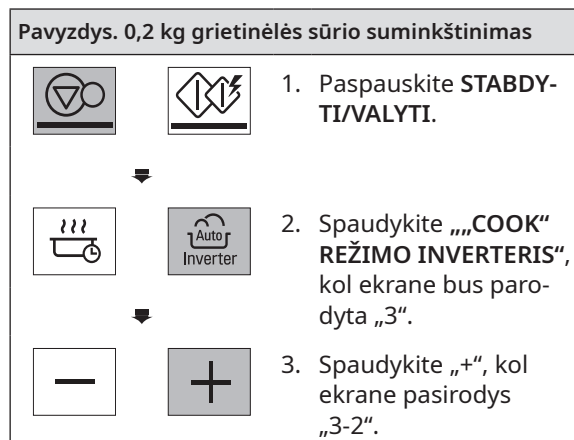 Pavyzdys. 0,2 kg grietinėlės sūrio suminkštinimas
1. Paspauskite STABDY-
TI/VALYTI.
Auto
Inverter
2. Spaudykite „„COOK“
REŽIMO INVERTERIS“,
kol ekrane bus paro-
dyta „3“.
3. Spaudykite „+“, kol
ekrane pasirodys
„3-2“.